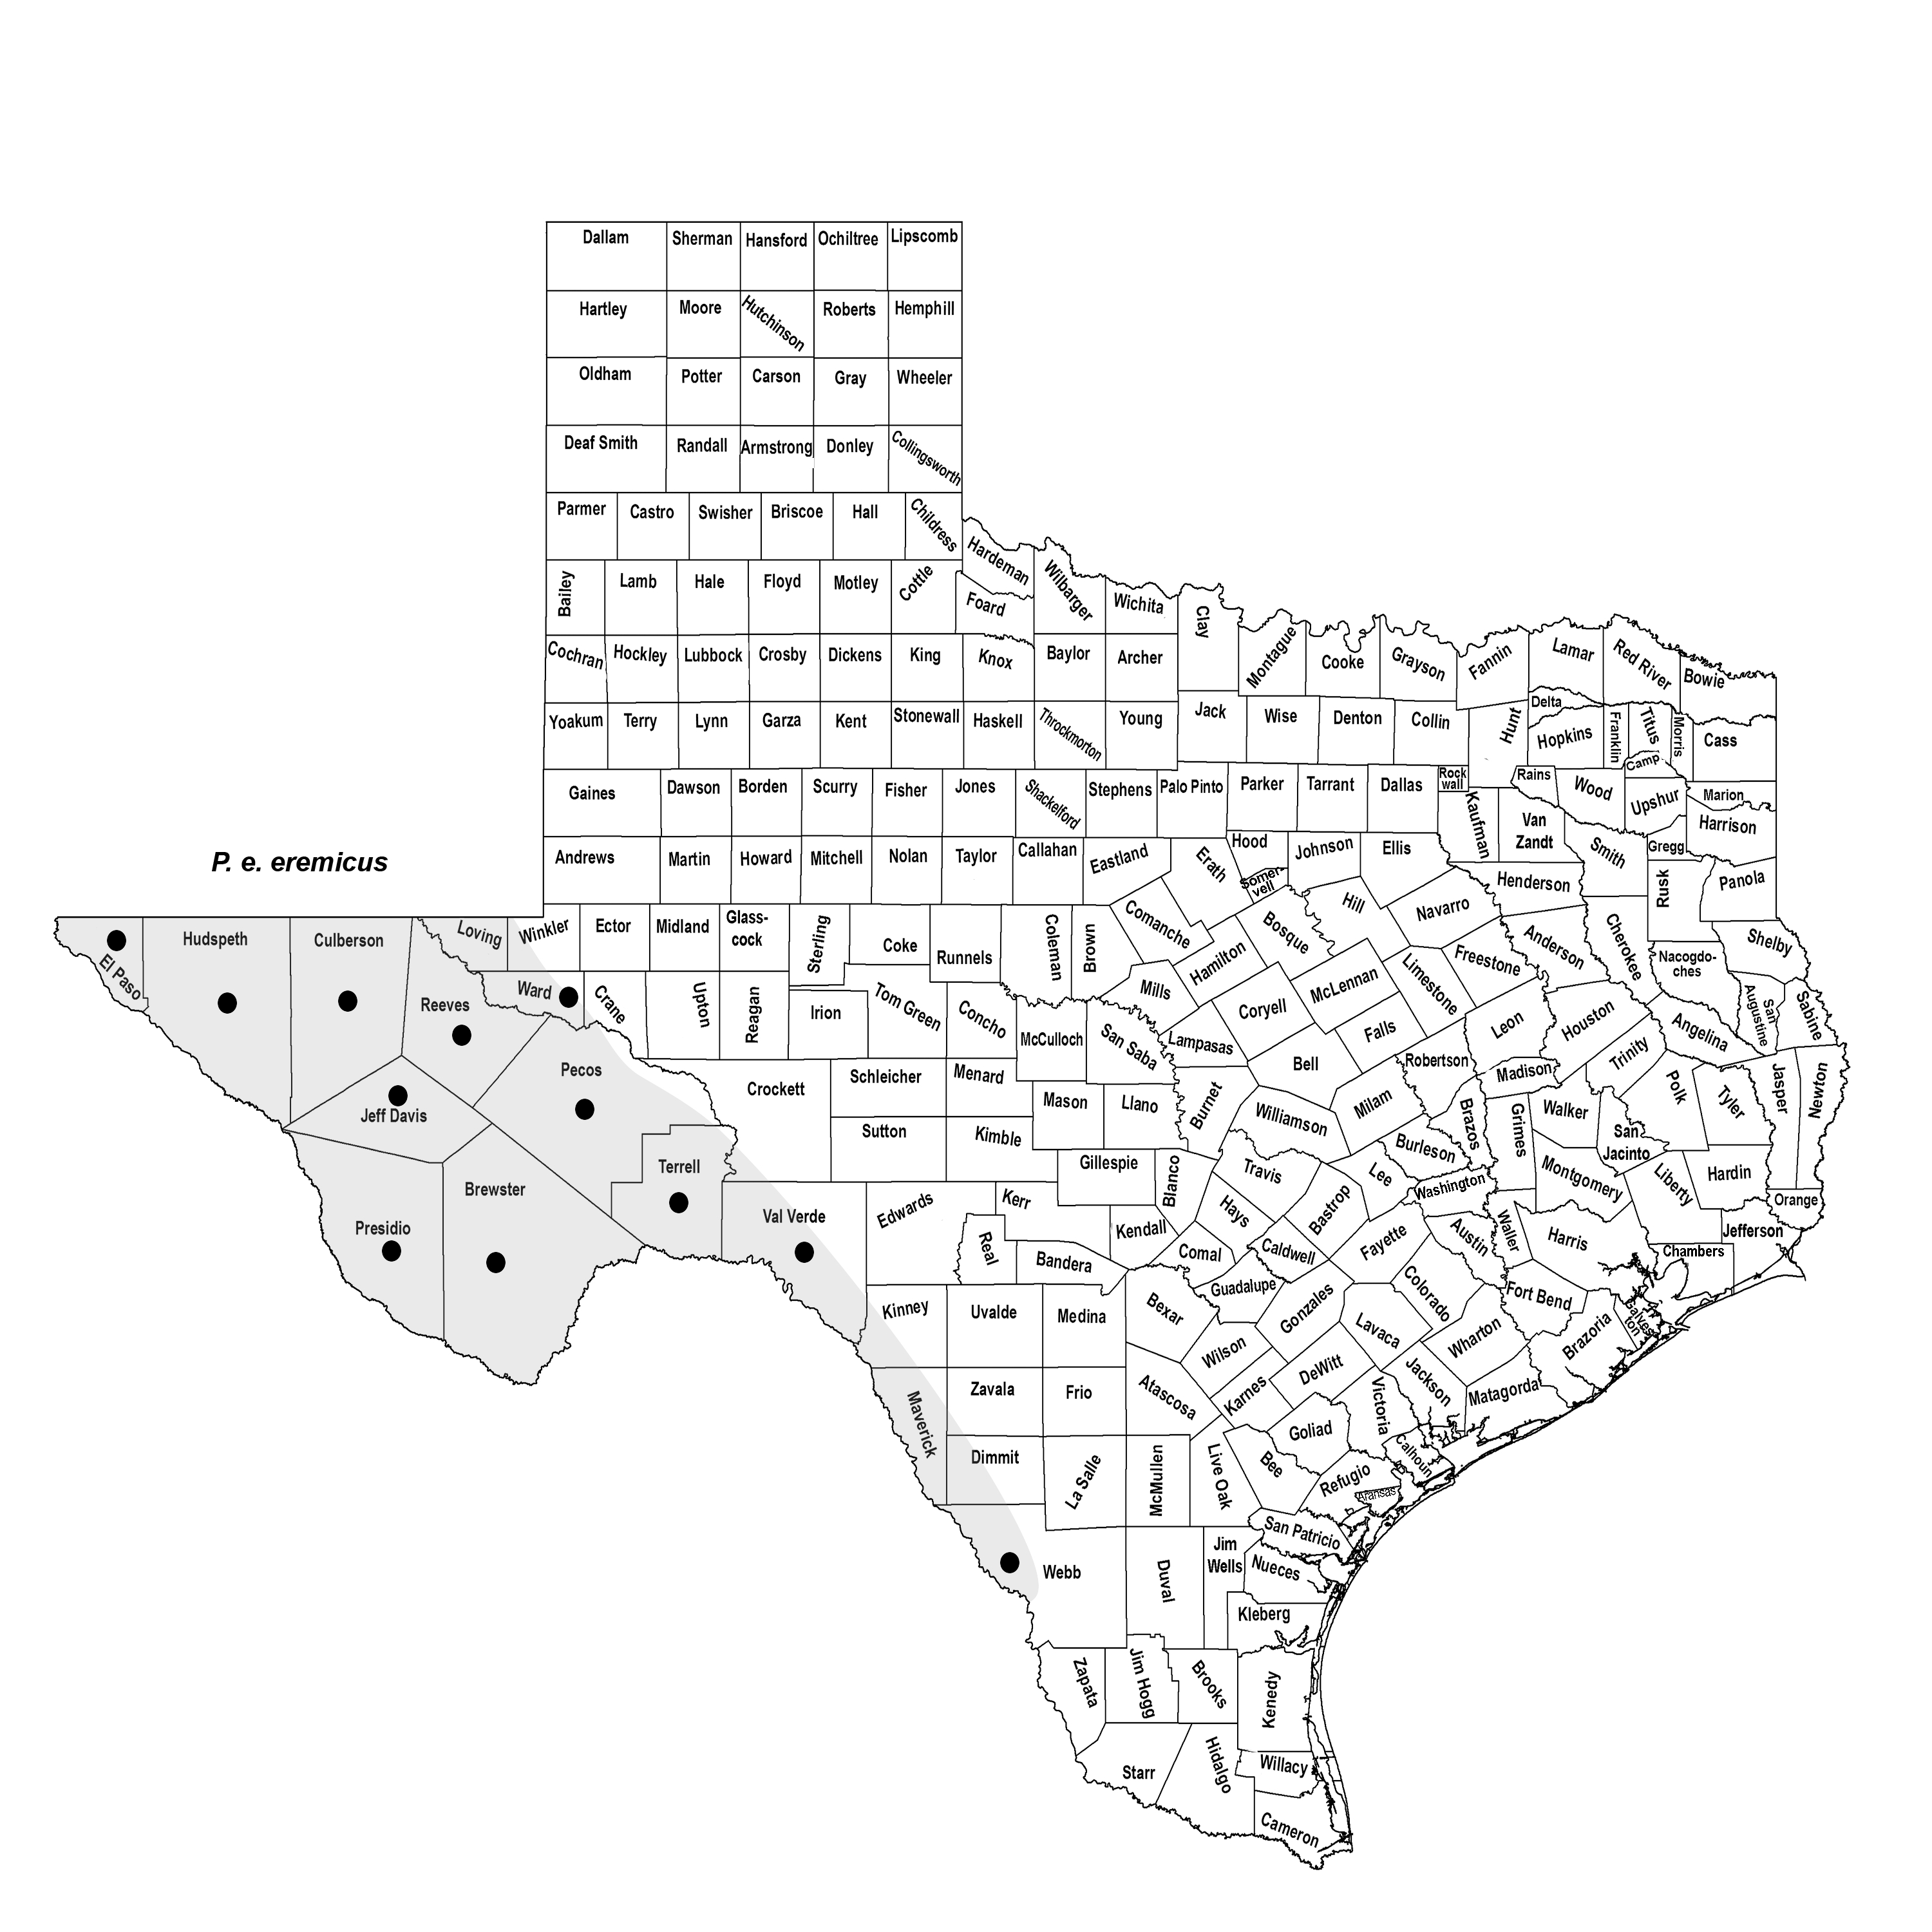 Dallam Sherman Hansford Ochiltree Lipscomb
Hartley Moore Hutchinson Roberts Hemphill
Oldham Potter Carson Gray Wheeler
Deaf Smith Randall Armstrong Donley Collingsworth
Parmer Castro Swisher Briscoe Hall Childress
Hardeman
Bailey Lamb Hale Floyd Motley Cottle Foard Wilbarger Wichita Clay
Cochran Hockley Lubbock Crosby Dickens King Knox Baylor Archer Montague Cooke Grayson Fannin Lamar Red River Bowie
Yoakum Terry Lynn Garza Kent Stonewall Haskell Throckmorton Young Jack Wise Denton Collin Hunt Delta Hopkins Franklin Titus Morris Cass
Gaines Dawson Borden Scurry Fisher Jones Shackelford Stephens Palo Pinto Parker Tarrant Dallas Rock
wall
Kaufman Rains Wood Camp Upshur Marion Harrison
Van
Zandt
P. e. eremicus
Andrews Martin Howard Mitchell Nolan Taylor Callahan Eastland Erath Hood Johnson Ellis Smith Gregg
Somer-
vell
Henderson Rusk Panola
El Paso Hudspeth Culberson Loving Winkler Ector Midland Glass-
cock
Sterling Coke Runnels Coleman Brown Comanche Hamilton Bosque Hill Navarro Anderson Cherokee Shelby
Nacogdo-
ches
Reeves Ward Crane Upton Reagan Irion Tom Green Concho Mills Coryell McLennan Limestone Freestone
San
Augustine
Sabine
McCulloch San Saba Lampasas Bell Falls Robertson Leon Houston Angelina Trinity
Jeff Davis Pecos Crockett Schleicher Menard Mason Llano Burnet Williamson Milam Madison Polk Tyler Jasper Newton
Sutton Kimble Brazos Grimes Walker
San
Jacinto
Burleson
Terrell Gillespie Blanco Travis Lee Washington Montgomery Liberty Hardin
Presidio Brewster Val Verde Edwards Kerr Kendall Hays Bastrop Fayette Austin Waller Harris Orange
Jefferson
Chambers
Real Bandera Comal Caldwell
Guadalupe
Kinney Uvalde Medina Bexar Gonzales Colorado Fort Bend
Galves-
ton
Wilson Lavaca Wharton Brazoria
Maverick Zavala Frio Atascosa Karnes DeWitt Jackson Matagorda
Victoria
Dimmit La Salle McMullen Live Oak Bee Goliad Calhoun
Refugio
Aransas
San Patricio
Webb Duval Jim
Wells
Nueces
Kleberg
Zapata Jim Hogg Brooks Kenedy
Starr Hidalgo Willacy
Cameron